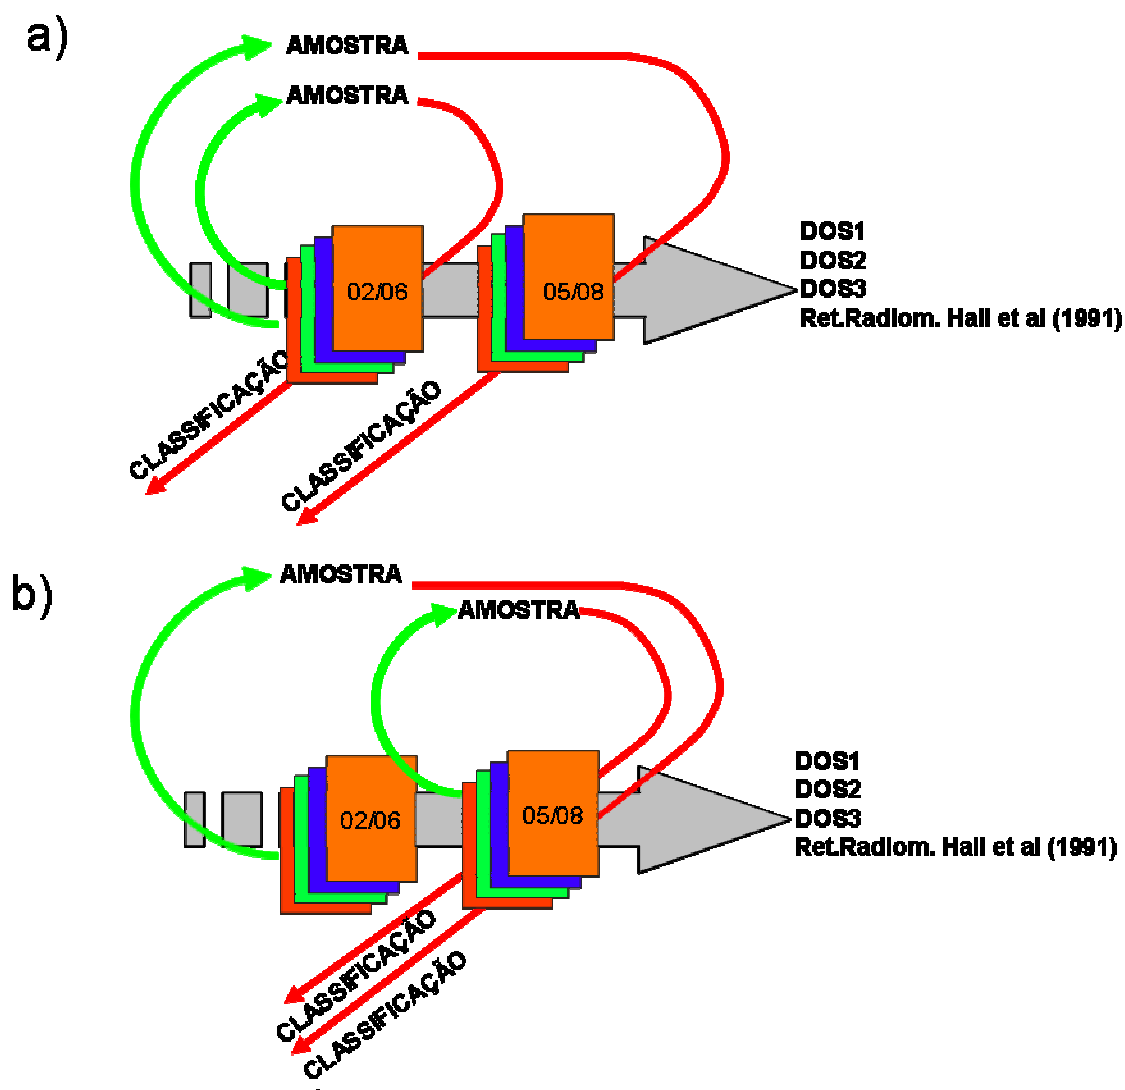 a)
AMOSTRA
AMOSTRA
02/06
05/08
DOS1
DOS2
DOS3
Ret.Radiom. Hall et al (1991)
CLASSIFICAÇÃO
CLASSIFICAÇÃO
b)
AMOSTRA
AMOSTRA
02/06
05/08
DOS1
DOS2
DOS3
Ret.Radiom. Hall et al (1991)
CLASSIFICAÇÃO
CLASSIFICAÇÃO